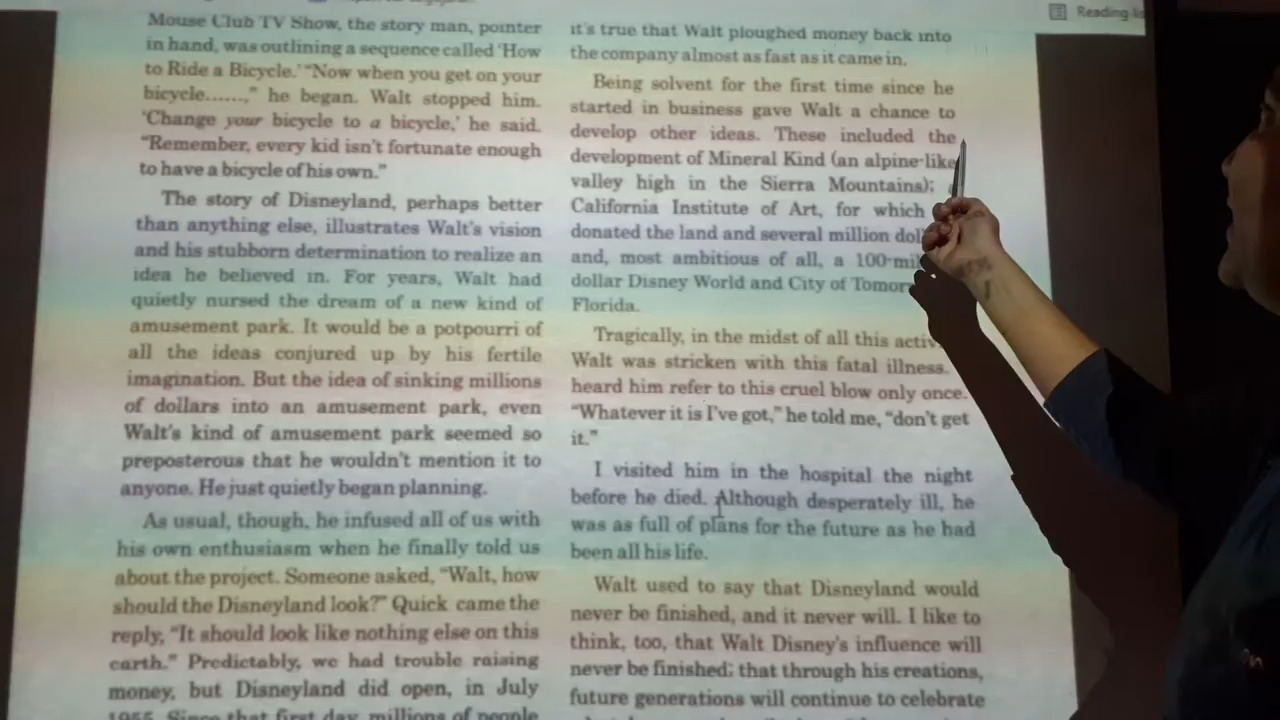 Reading lis
Mouse Club TV Show, the story man, pointer
in hand, was outlining a sequence called 'How
to Ride a Bicycle.' "Now when you get on your
bicycle......," he began. Walt stopped him.
'Change your bicycle to a bicycle,' he said.
"Remember, every kid isn't fortunate enough
to have a bicycle of his own."
The story of Disneyland, perhaps better
than anything else, illustrates Walt's vision
and his stubborn determination to realize an
idea he believed in. For years, Walt had
quietly nursed the dream of a new kind of
amusement park. It would be a potpourri of
all the ideas conjured up by his fertile
imagination. But the idea of sinking millions
of dollars into an amusement park, even
Walt's kind of amusement park seemed so
preposterous that he wouldn't mention it to
anyone. He just quietly began planning.
As usual, though, he infused all of us with
his own enthusiasm when he finally told us
about the project. Someone asked, "Walt, how
should the Disneyland look?" Quick came the
reply, "It should look like nothing else on this
earth." Predictably, we had trouble raising
money, but Disneyland did open, in July
1955. Since that first day, millions of people
it's true that Walt ploughed money back into
the company almost as fast as it came in.
Being solvent for the first time since he
started in business gave Walt a chance to
develop other ideas. These included the
development of Mineral Kind (an alpine-like
valley high in the Sierra Mountains);
California Institute of Art, for which
donated the land and several million dol
and, most ambitious of all, a 100-mil
dollar Disney World and City of Tomor
Florida.
Tragically, in the midst of all this activ
Walt was stricken with this fatal illness.
heard him refer to this cruel blow only once.
"Whatever it is I've got," he told me, "don't get
it."
I visited him in the hospital the night
before he died. Although desperately ill, he
was as full of plans for the future as he had
been all his life.
Walt used to say that Disneyland would
never be finished, and it never will. I like to
think, too, that Walt Disney's influence will
never be finished; that through his creations,
future generations will continue to celebrate